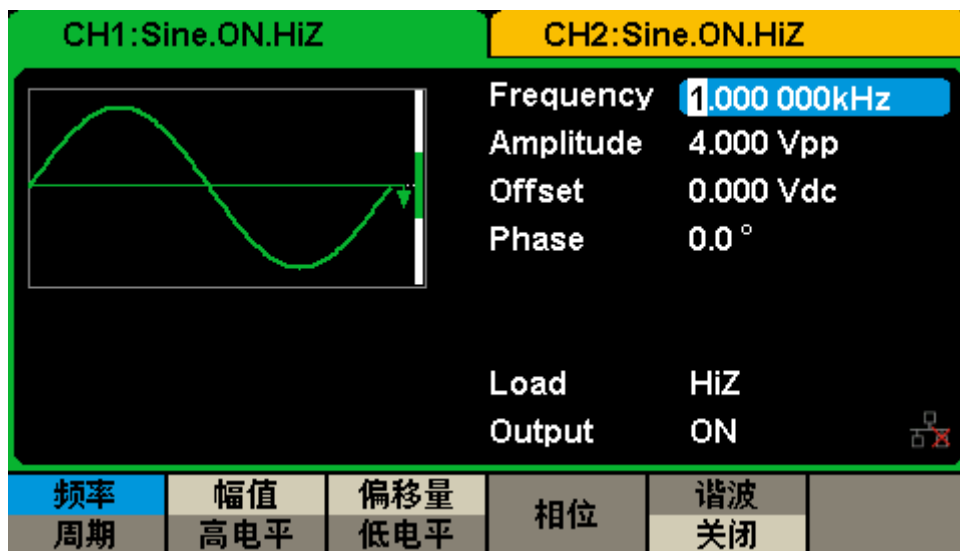 CH1:Sine.ON.HiZ CH2:Sine.ON.HiZ
Frequency 1.000 000kHz
Amplitude 4.000 Vpp
Offset 0.000 Vdc
Phase 0.0 °
Load HiZ
Output ON
频率 幅值 偏移量 相位 谐波
周期 高电平 低电平 关闭